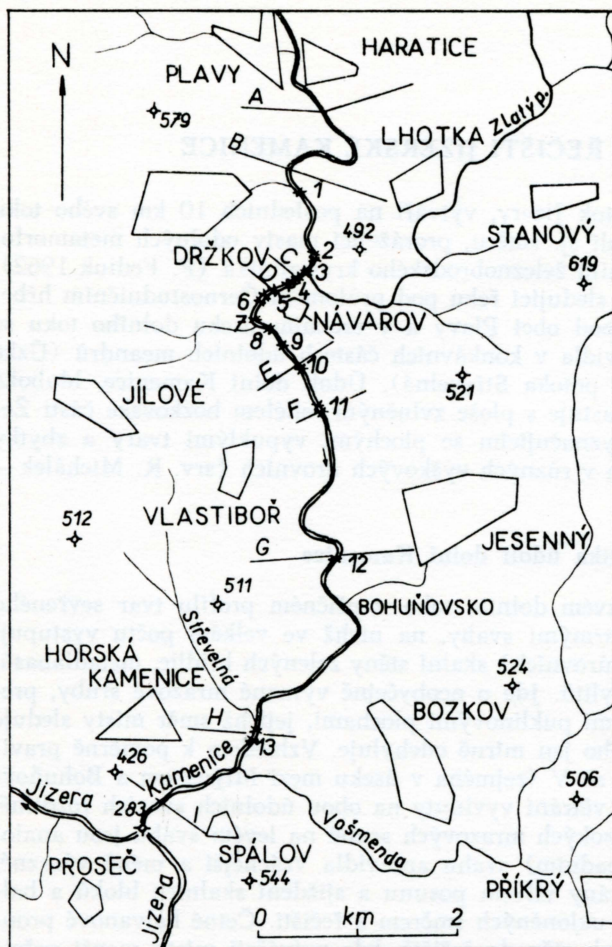 HARATICE
PLAVY
N
A
579
B
LHOTKA
Zlatý p.
1
STANOVÝ
492
DRŽKOV
C
2
4
619
6
NÁVAROV
7
8
9
10
E
521
JÍLOVÉ
F
11
VLASTIBOŘ
512
JESENNÝ
G
12
511
BOHUŇOVSKO
Střevelná
HORSKÁ
KAMENICE
524
BOZKOV
H
13
426
Kamenice
506
Jizera
283
Vošmenda
PROSEČ
SPÁLOV
544
PŘÍKRÝ
Jizera
0 km 2